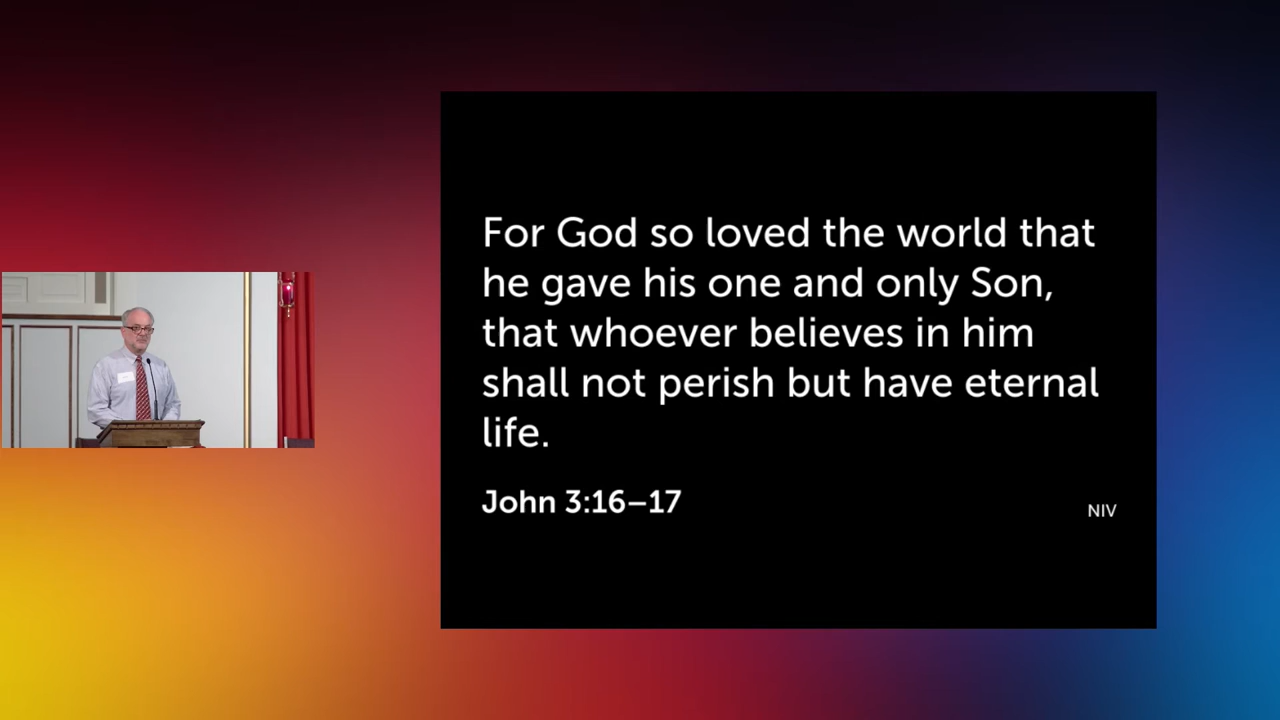 For God so loved the world that
he gave his one and only Son,
that whoever believes in him
shall not perish but have eternal
life.
John 3:16–17
NIV